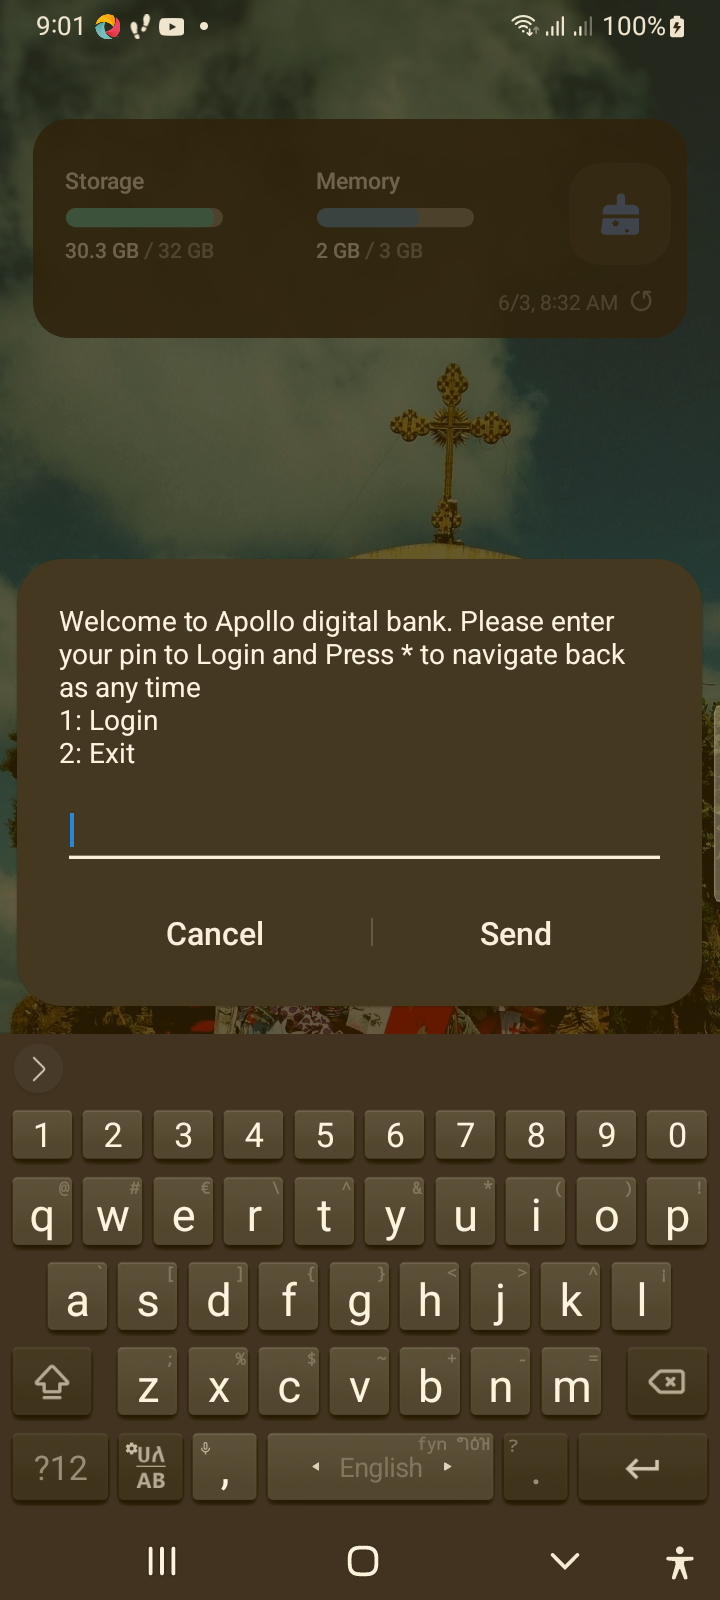 9:01 100%
Storage Memory
30.3 GB / 32 GB 2 GB / 3 GB
6/3, 8:32 AM
Welcome to Apollo digital bank. Please enter
your pin to Login and Press * to navigate back
as any time
1: Login
2: Exit
Cancel Send
1 2 3 4 5 6 7 8 9 0
@ # € \ ^ & * ( ) !
q w e r t y u i o p
` [ ] { } < > ^ ¡
a s d f g h j k l
; % $ ~ + - =
z x c v b n m
fyn ?
?12 AB , English .